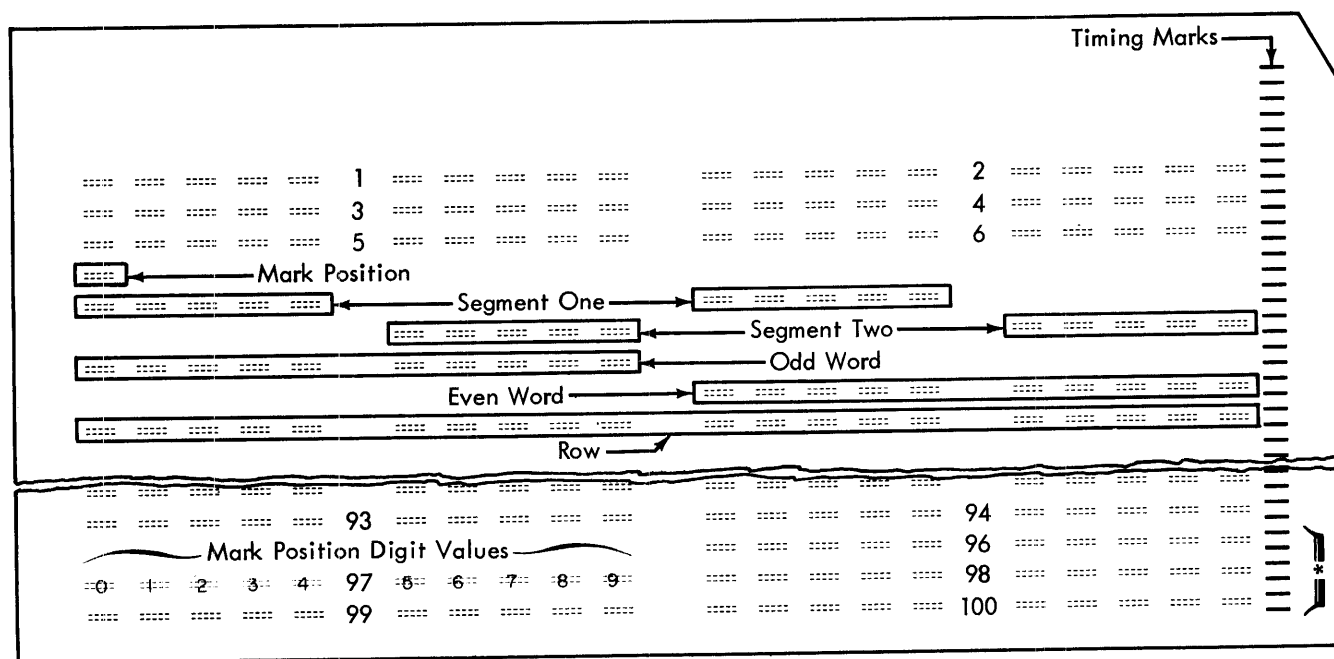 Timing Marks
1 2
3 4
5 6
Mark Position
Segment One
Segment Two
Odd Word
Even Word
Row
93 94
Mark Position Digit Values 96
0 1 2 3 4 97 5 6 7 8 9 98
99 100
*